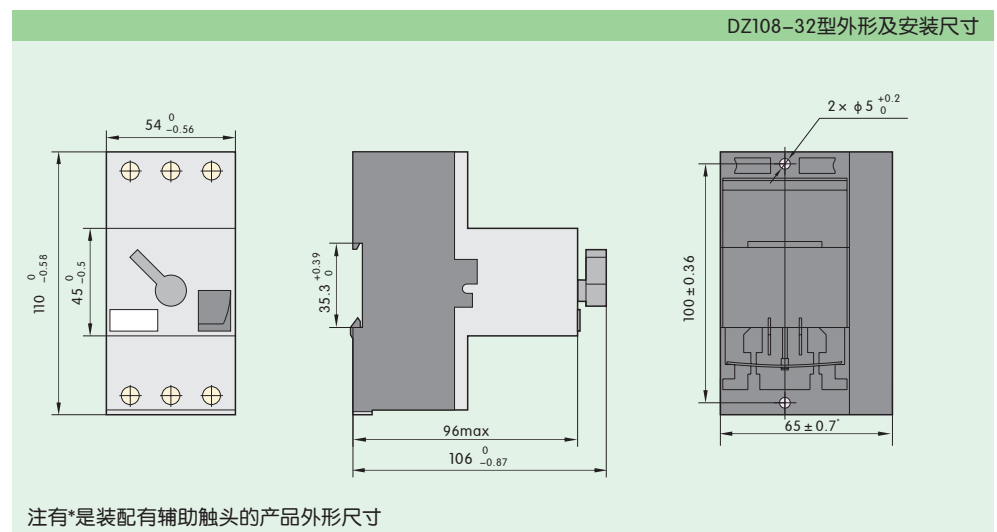 DZ108-32型外形及安装尺寸
54 0 -0.56
110 0 -0.58
45 0 -0.5
35.3 +0.39 0
96max
106 0 -0.87
2× φ5 +0.2 0
100±0.36
65±0.7*
注有*是装配有辅助触头的产品外形尺寸